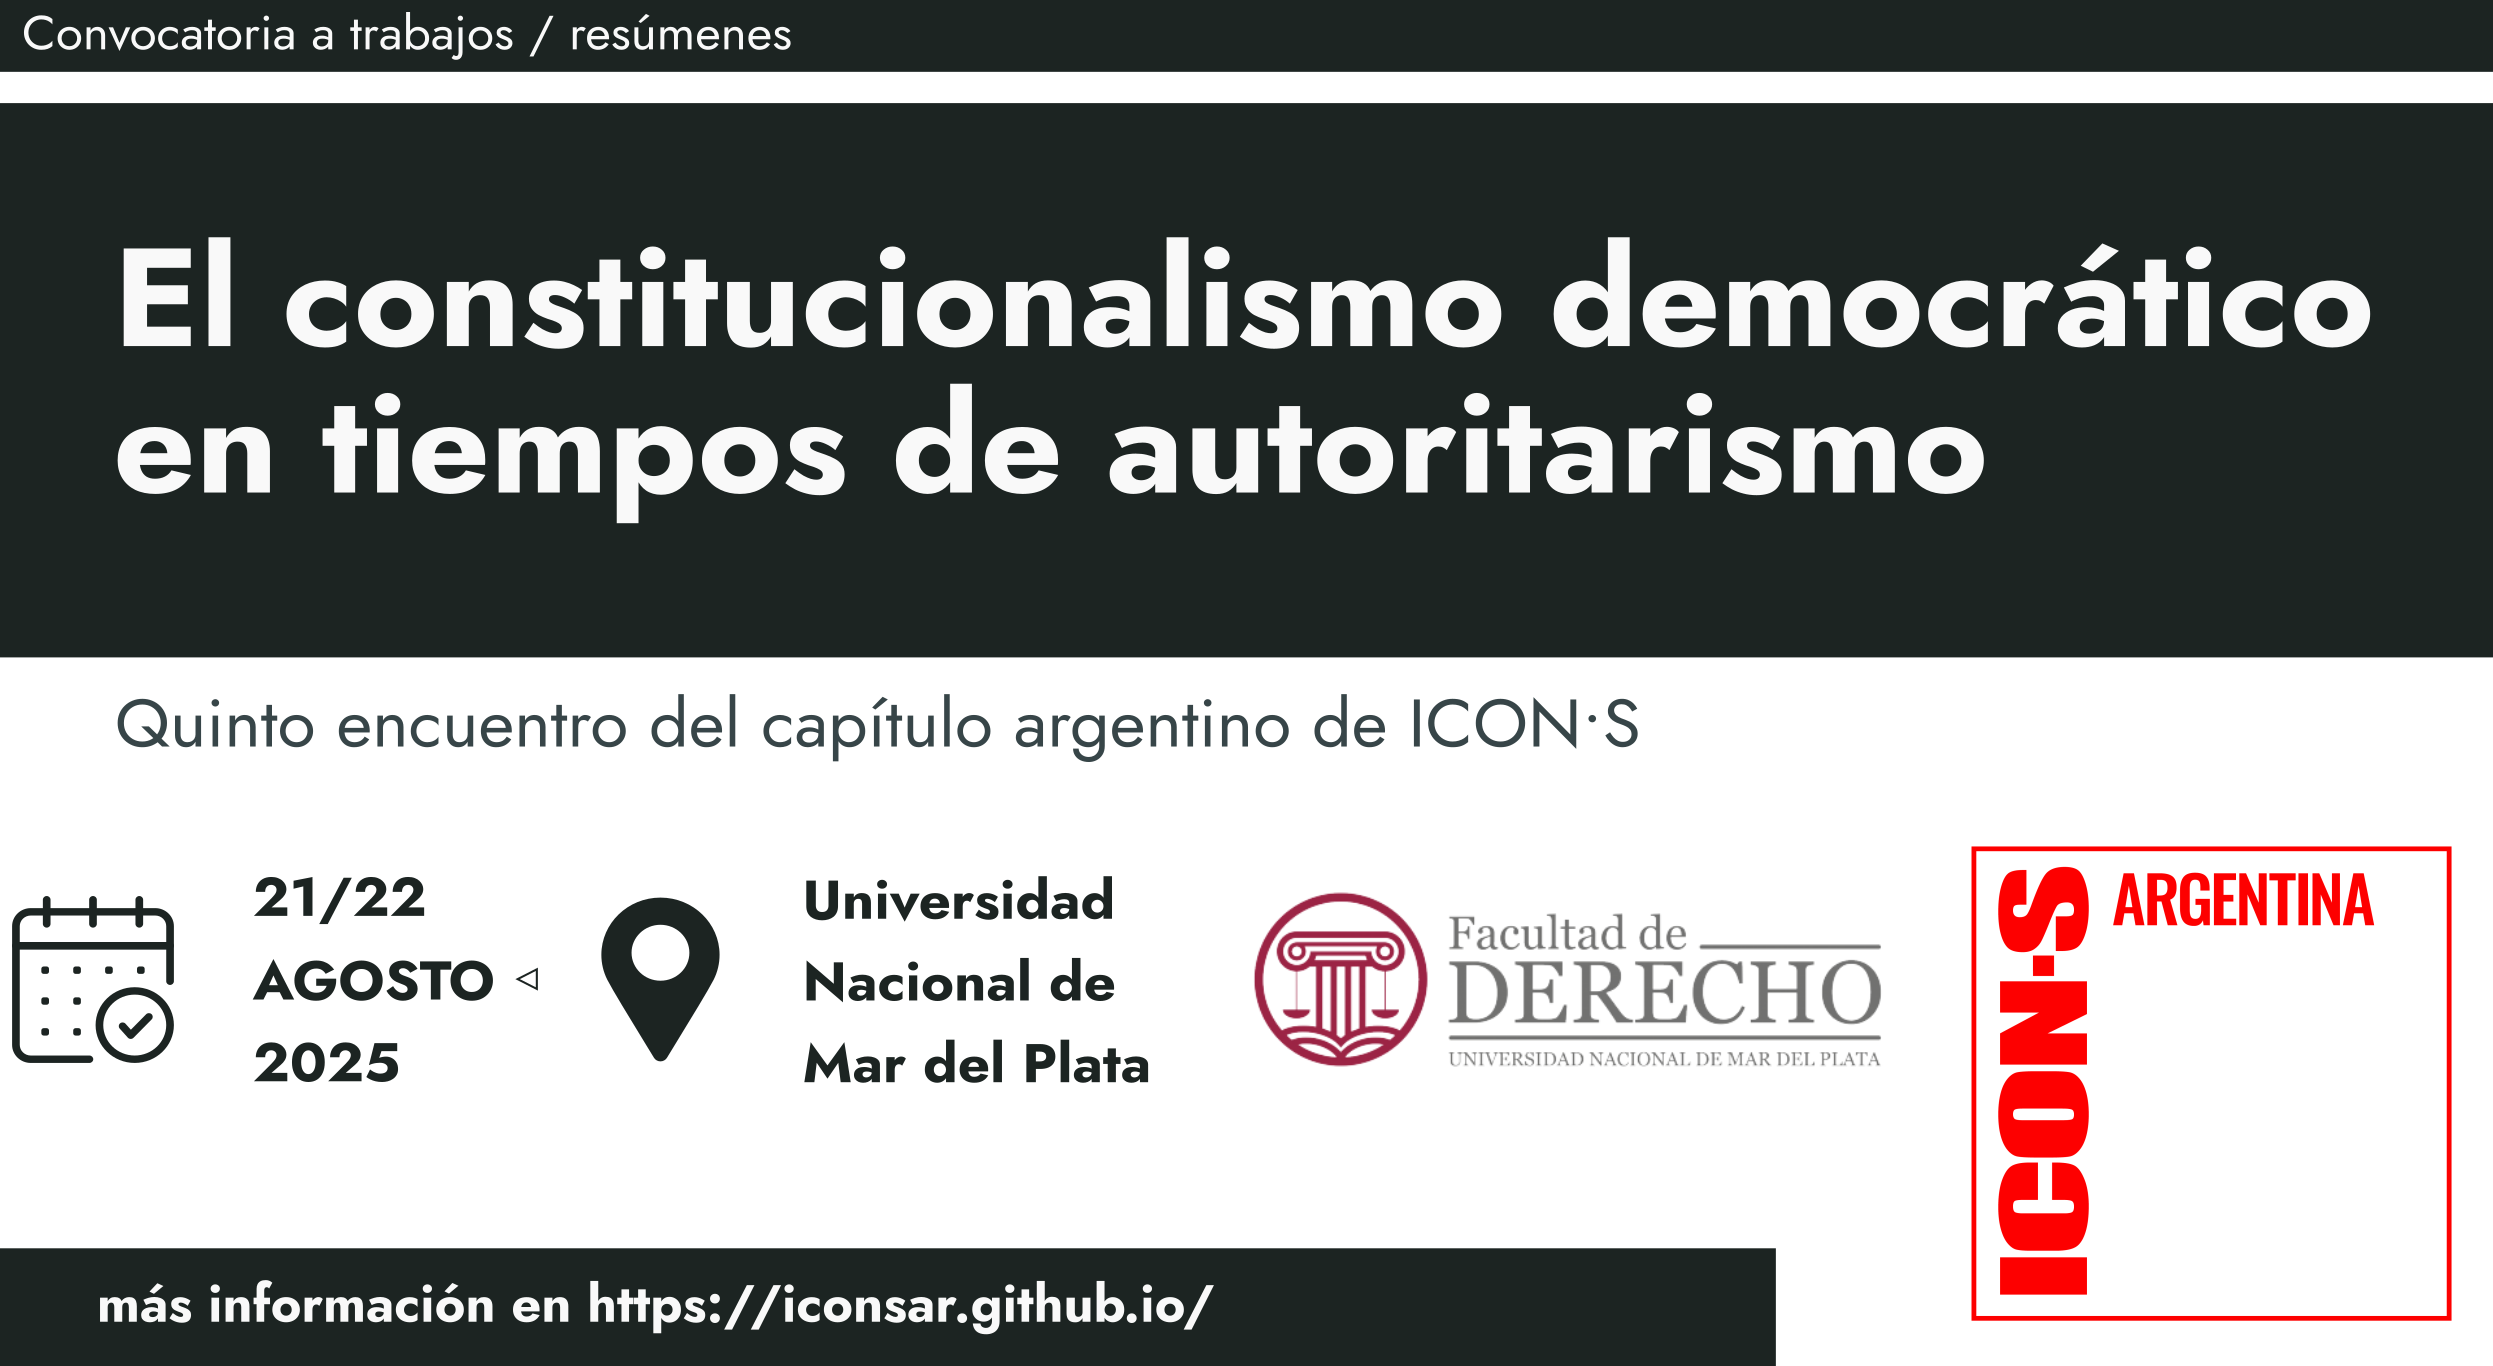 Convocatoria a trabajos / resúmenes
El constitucionalismo democrático
en tiempos de autoritarismo
Quinto encuentro del capítulo argentino de ICON·S
21/22
AGOSTO
2025
Universidad
Nacional de
Mar del Plata
Facultad de
DERECHO
UNIVERSIDAD NACIONAL DE MAR DEL PLATA
ICON·S
ARGENTINA
más información en https://iconssar.github.io/